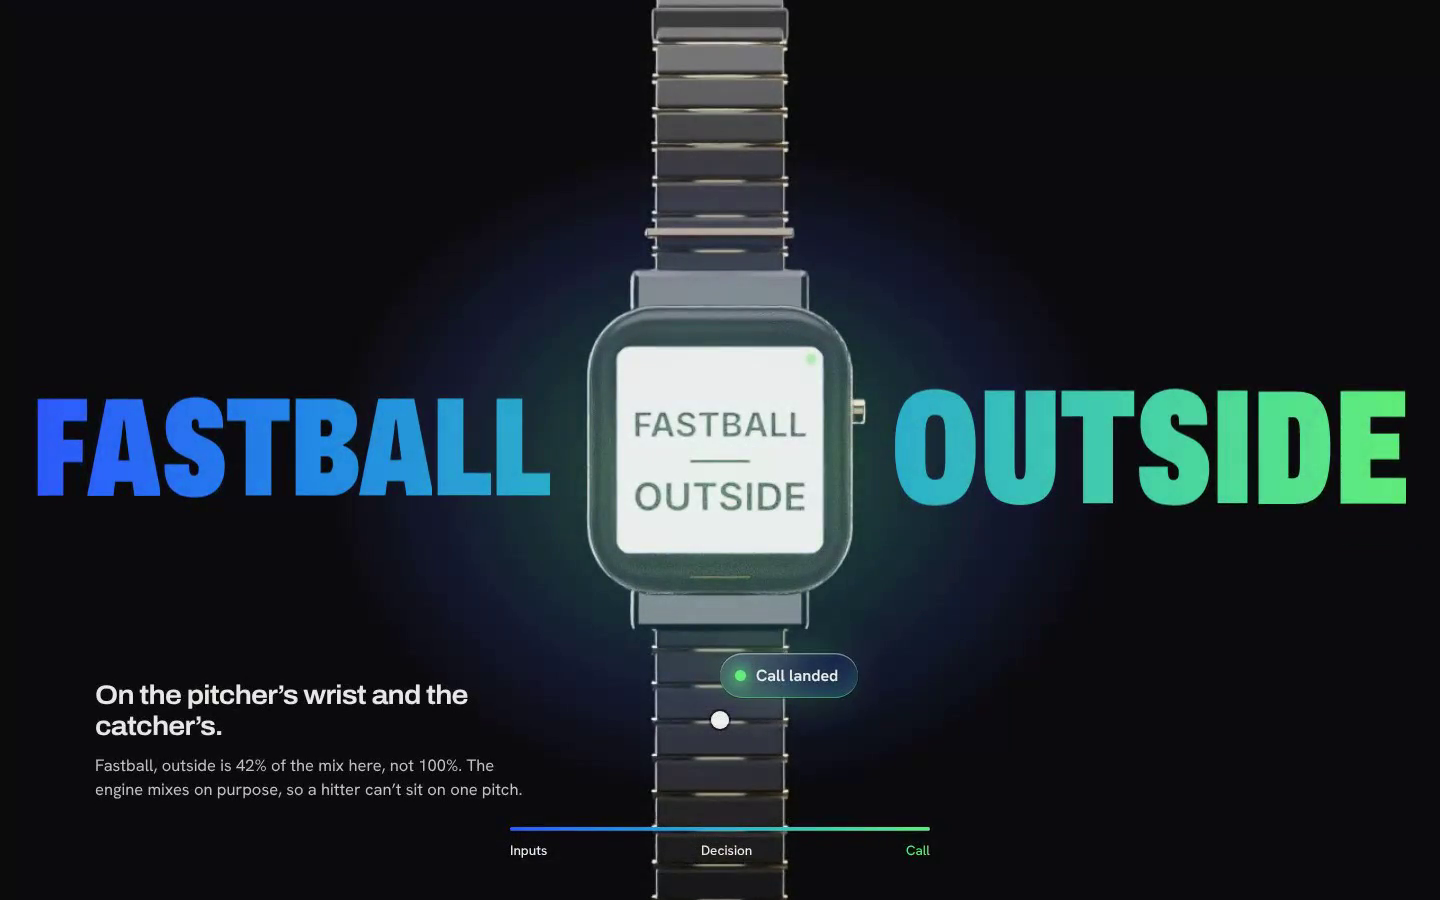 FASTBALL
FASTBALL
OUTSIDE
OUTSIDE
Call landed
On the pitcher’s wrist and the
catcher’s.
Fastball, outside is 42% of the mix here, not 100%. The
engine mixes on purpose, so a hitter can’t sit on one pitch.
Inputs
Decision
Call